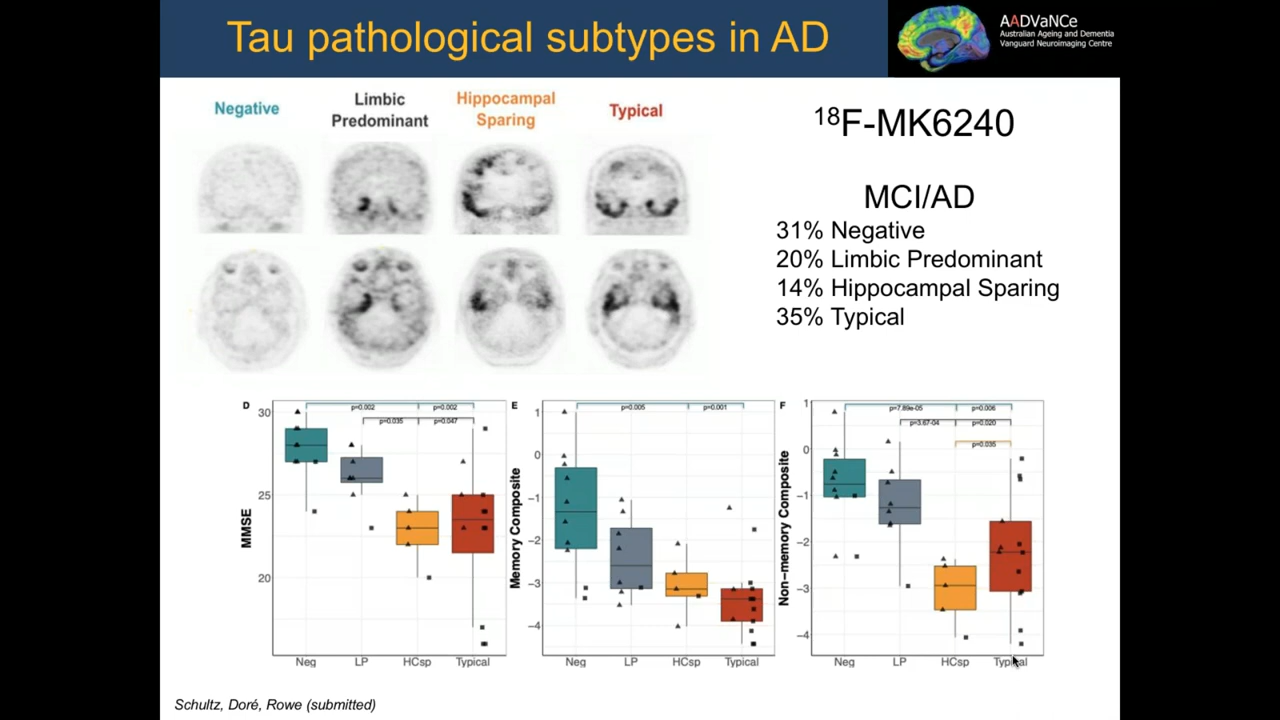 Tau pathological subtypes in AD
AADVaNCe
Australian Ageing and Dementia
Vanguard Neuroimaging Centre
Negative
Limbic
Predominant
Hippocampal
Sparing
Typical
18F-MK6240
MCI/AD
31% Negative
20% Limbic Predominant
14% Hippocampal Sparing
35% Typical
D
MMSE
30
25
20
p=0.002
p=0.002
p=0.035
p=0.047
Neg
LP
HCsp
Typical
E
Memory Composite
1
0
−1
−2
−3
−4
p=0.005
p=0.001
Neg
LP
HCsp
Typical
F
Non−memory Composite
1
0
−1
−2
−3
−4
p=7.89e-05
p=0.006
p=3.67-04
p=0.020
p=0.035
Neg
LP
HCsp
Typical
Schultz, Doré, Rowe (submitted)